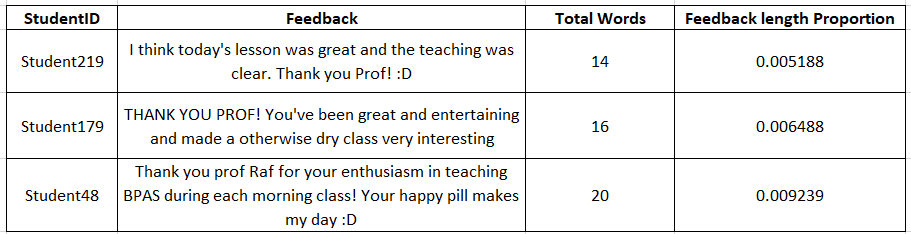 StudentID Feedback Total Words Feedback length Proportion
I think today's lesson was great and the teaching was
Student219 14 0.005188
clear. Thank you Prof! :D
THANK YOU PROF! You've been great and entertaining
Student179 16 0.006488
and made a otherwise dry class very interesting
Thank you prof Raf for your enthusiasm in teaching
Student48 BPAS during each morning class! Your happy pill makes 20 0.009239
my day :D